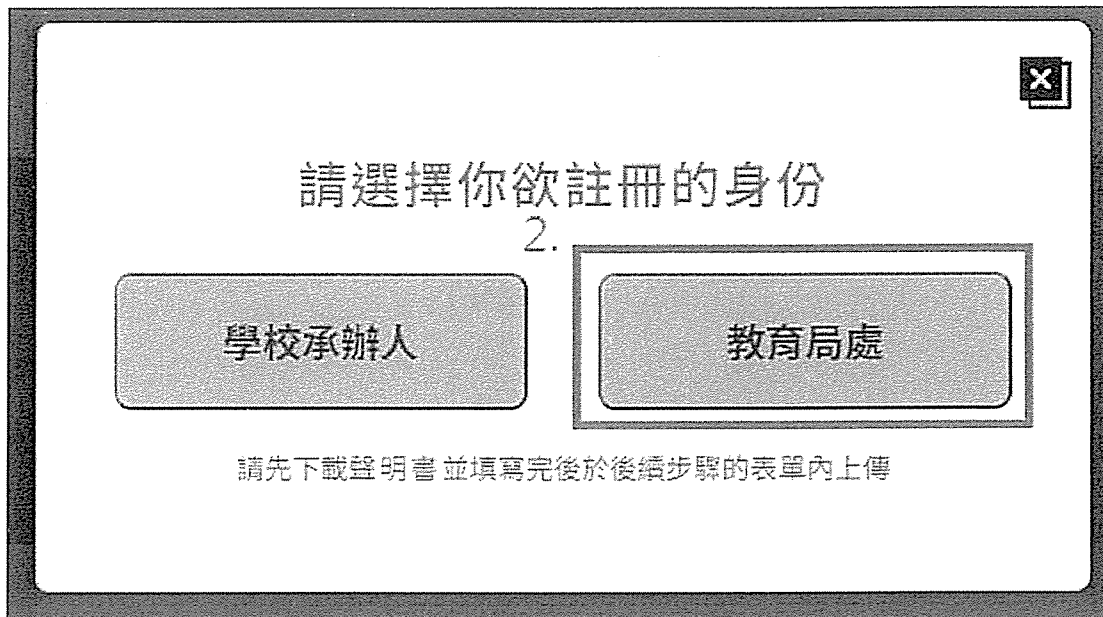 請選擇你欲註冊的身份
2.
學校承辦人
教育局處
請先下載聲明書並填寫完後於後續步驟的表單內上傳